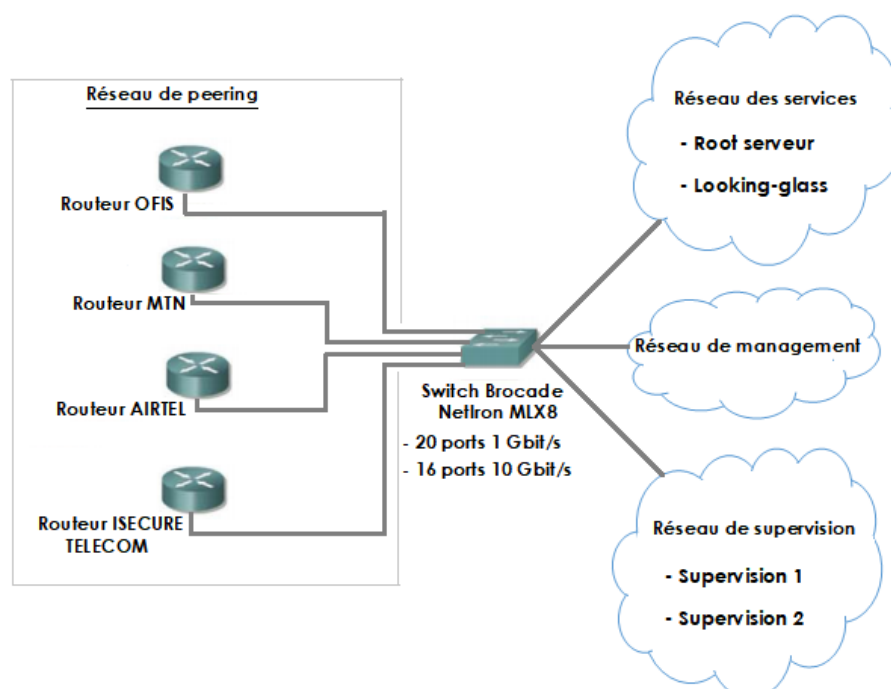 Réseau de peering
Routeur OFIS
Routeur MTN
Routeur AIRTEL
Routeur ISECURE
TELECOM
Switch Brocade
NetIron MLX8
- 20 ports 1 Gbit/s
- 16 ports 10 Gbit/s
Réseau des services
- Root serveur
- Looking-glass
Réseau de management
Réseau de supervision
- Supervision 1
- Supervision 2